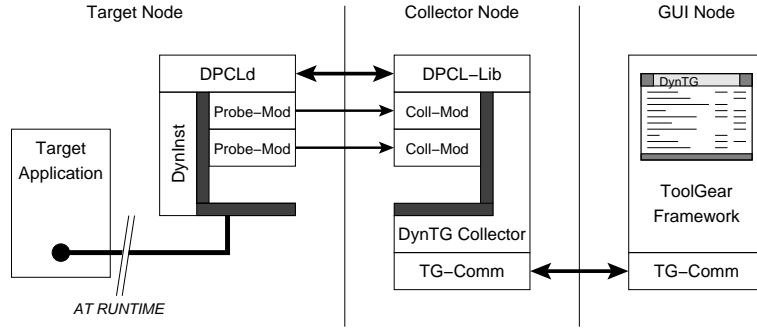 Target Node
Collector Node
GUI Node
DPCLd
DPCL−Lib
DynTG
DynInst
Probe−Mod
Coll−Mod
Probe−Mod
Coll−Mod
Target
Application
ToolGear
Framework
DynTG Collector
TG−Comm
TG−Comm
AT RUNTIME